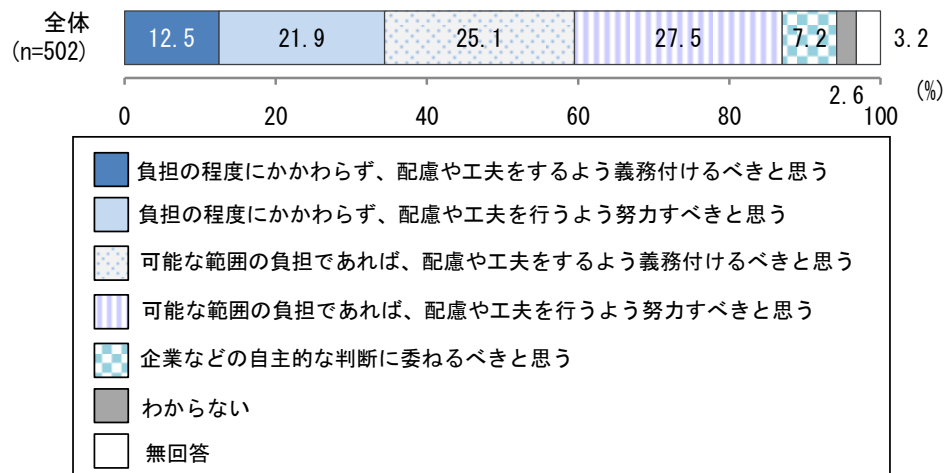 全体
(n=502)
12.5 21.9 25.1 27.5 7.2 3.2
2.6 (%)
0 20 40 60 80 100
負担の程度にかかわらず、配慮や工夫をするよう義務付けるべきと思う
負担の程度にかかわらず、配慮や工夫を行うよう努力すべきと思う
可能な範囲の負担であれば、配慮や工夫をするよう義務付けるべきと思う
可能な範囲の負担であれば、配慮や工夫を行うよう努力すべきと思う
企業などの自主的な判断に委ねるべきと思う
わからない
無回答